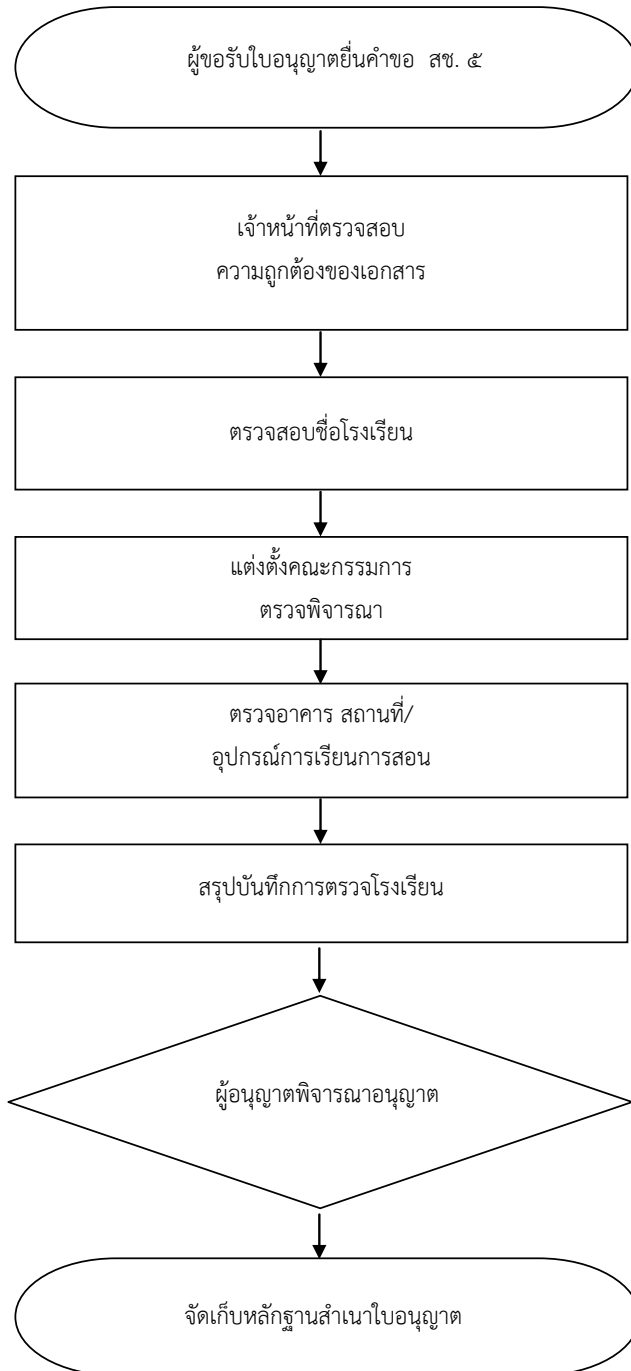 ผู้ขอรับใบอนุญาตยื่นคำขอ สช. ๕
เจ้าหน้าที่ตรวจสอบ
ความถูกต้องของเอกสาร
ตรวจสอบชื่อโรงเรียน
แต่งตั้งคณะกรรมการ
ตรวจพิจารณา
ตรวจอาคาร สถานที่/
อุปกรณ์การเรียนการสอน
สรุปบันทึกการตรวจโรงเรียน
ผู้อนุญาตพิจารณาอนุญาต
จัดเก็บหลักฐานสำเนาใบอนุญาต